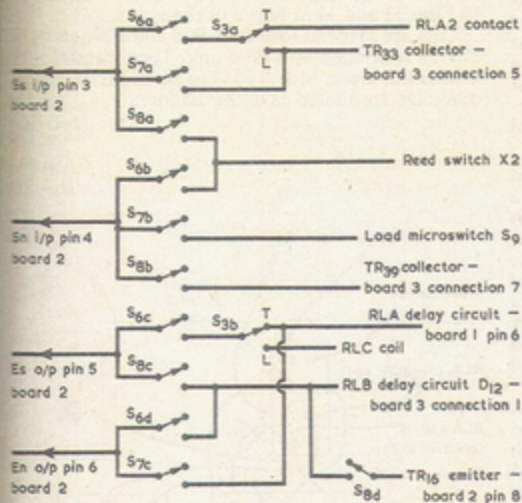 S6a
S3a
T
RLA2 contact
L
TR33 collector –
board 3 connection 5
S7a
Ss i/p pin 3
board 2
S8a
Reed switch X2
S6b
S7b
Load microswitch S9
Sn i/p pin 4
board 2
S8b
TR39 collector –
board 3 connection 7
S6c
S3b
T
RLA delay circuit –
board 1 pin 6
L
RLC coil
Es o/p pin 5
board 2
S8c
RLB delay circuit D12 –
board 3 connection 1
S6d
En o/p pin 6
board 2
S7c
S8d
TR16 emitter –
board 2 pin 8